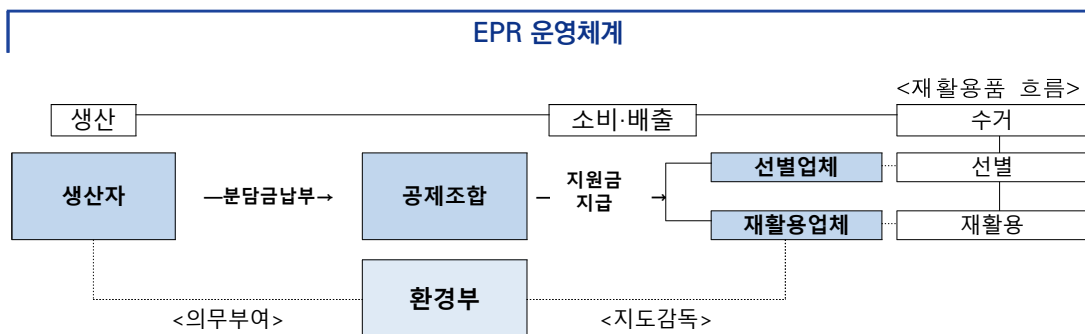 EPR 운영체계
<재활용품 흐름>
생산
소비·배출
수거
생산자
—분담금납부→
공제조합
—
지원금
지급
→
선별업체
선별
재활용업체
재활용
환경부
<의무부여>
<지도감독>